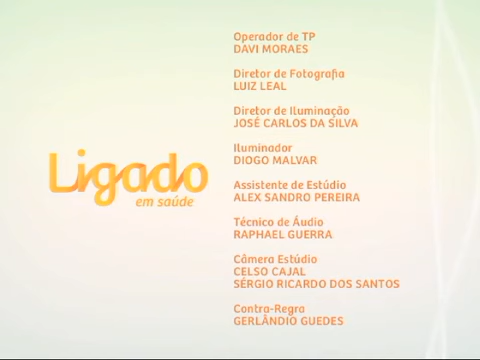 Operador de TP
DAVI MORAES
Diretor de Fotografia
LUIZ LEAL
Diretor de Iluminação
JOSÉ CARLOS DA SILVA
Iluminador
DIOGO MALVAR
Ligado
em saúde
Assistente de Estúdio
ALEX SANDRO PEREIRA
Técnico de Áudio
RAPHAEL GUERRA
Câmera Estúdio
CELSO CAJAL
SÉRGIO RICARDO DOS SANTOS
Contra-Regra
GERLÂNDIO GUEDES